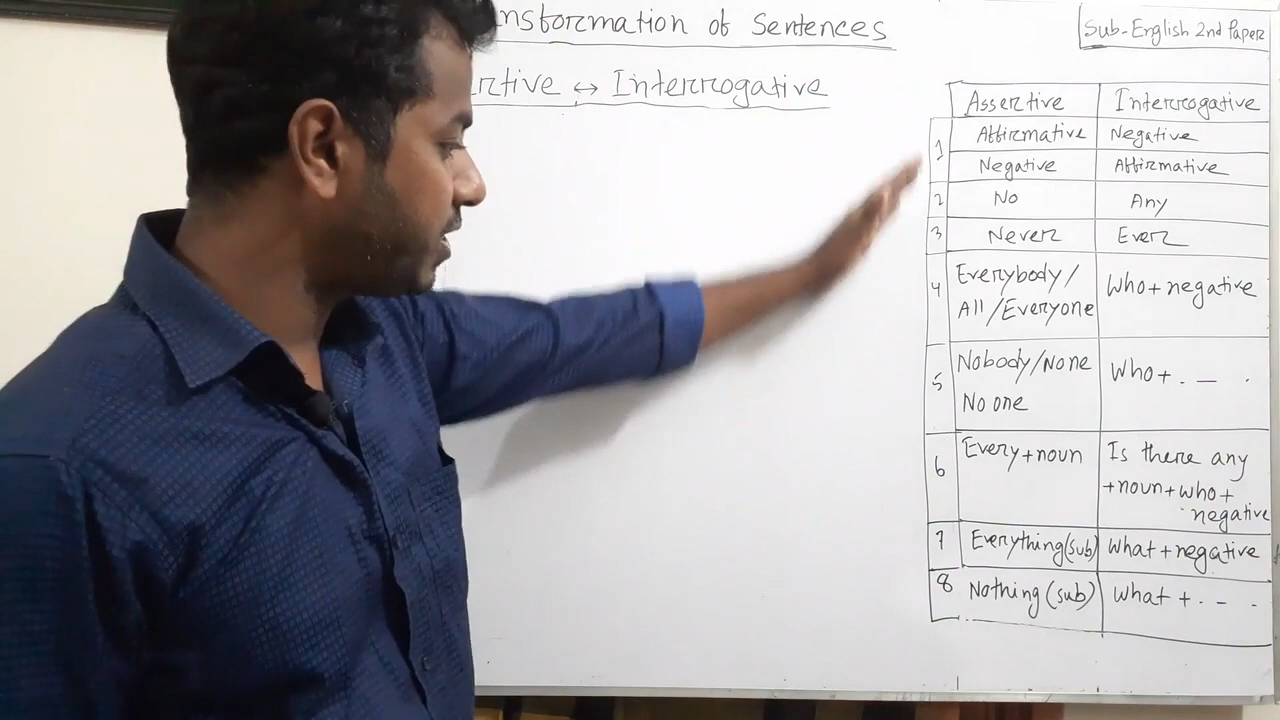 nsformation of Sentences
Sub-English 2nd Paper
rtive ↔ Interrogative
Assertive Interrogative
1 Affirmative Negative
Negative Affirmative
2 No Any
3 Never Ever
4 Everybody/ Who+negative
All/Everyone
5 Nobody/None Who+. — .
No one
6 Every+noun Is there any
+noun+who+
negative
7 Everything(sub) What+negative
8 Nothing(sub) What +. - .